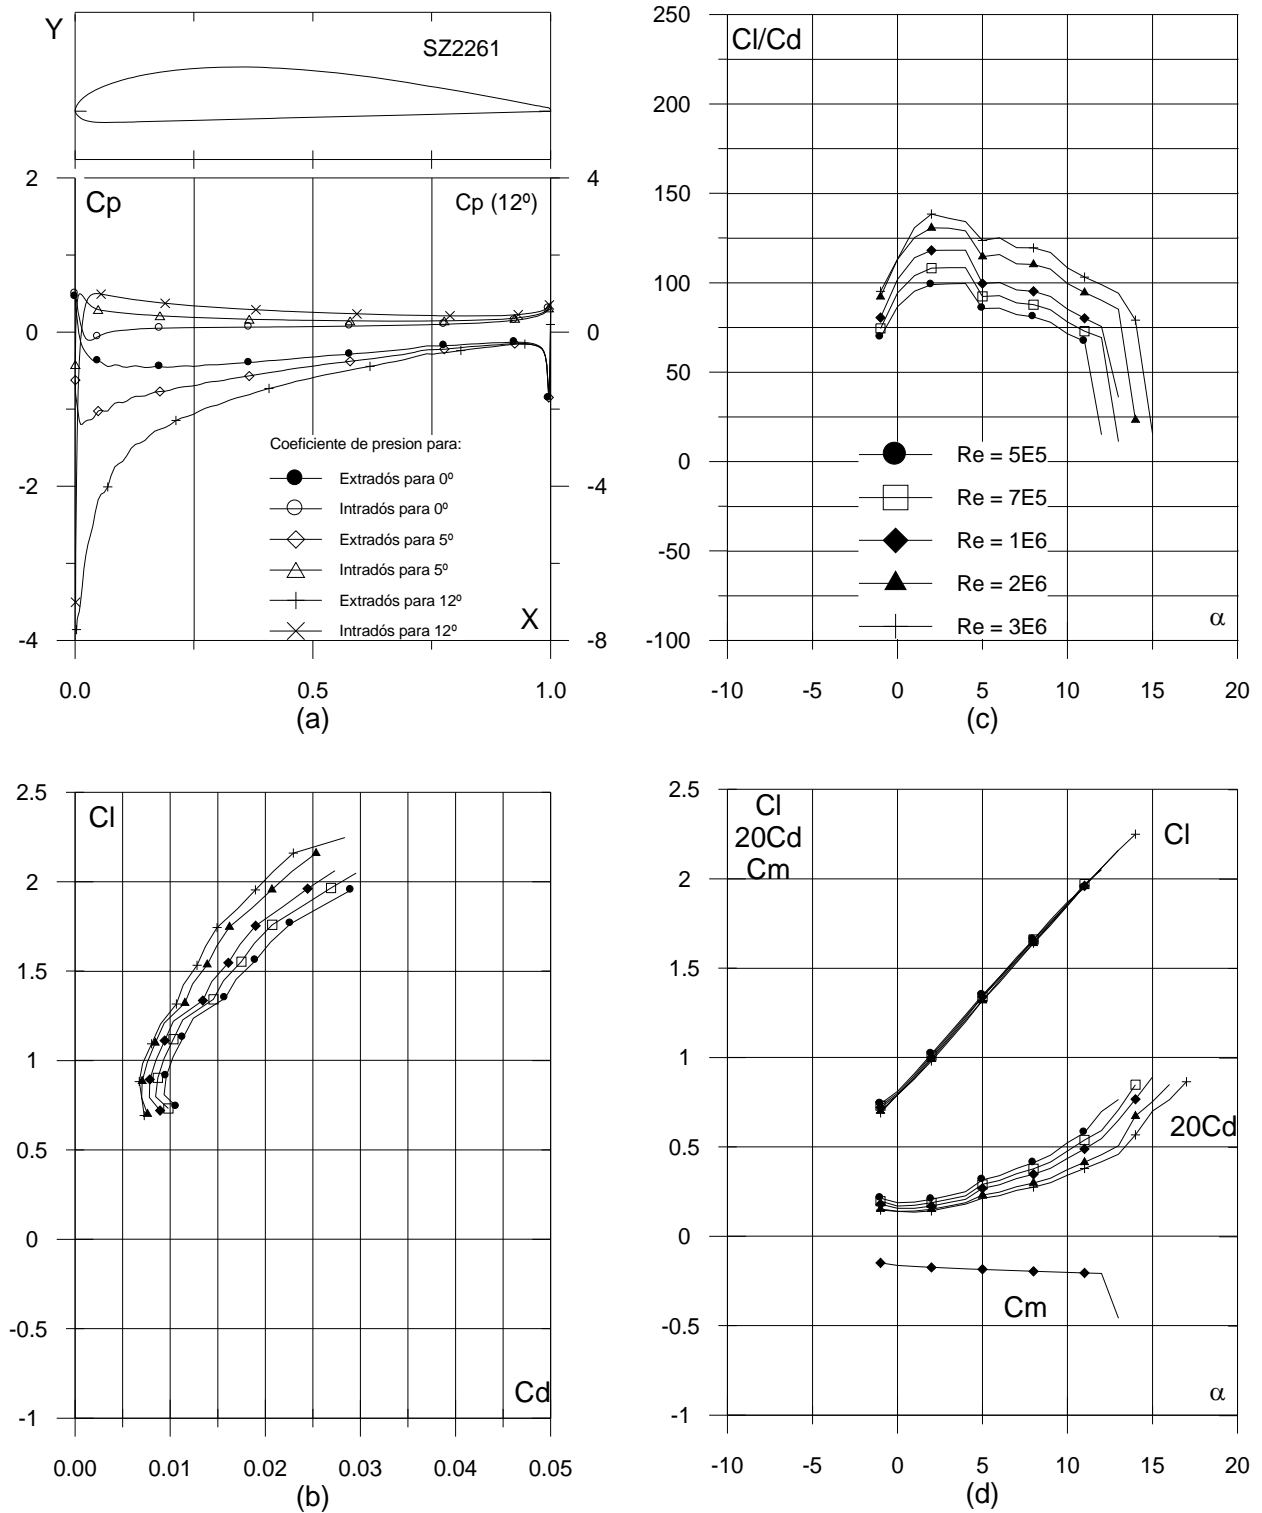 Y
SZ2261
2
Cp
Cp (12º)
4
0
0
Coeficiente de presion para:
Extradós para 0º
-2
-4
Intradós para 0º
Extradós para 5º
Intradós para 5º
Extradós para 12º
X
Intradós para 12º
-4
-8
0.0
0.5
1.0
(a)
250
Cl/Cd
200
150
100
50
0
Re = 5E5
Re = 7E5
-50
Re = 1E6
Re = 2E6
-100
Re = 3E6
α
-10
-5
0
5
10
15
20
(c)
2.5
Cl
2
1.5
1
0.5
0
-0.5
Cd
-1
0.00
0.01
0.02
0.03
0.04
0.05
(b)
2.5
Cl
20Cd
Cm
Cl
2
1.5
1
0.5
20Cd
0
Cm
-0.5
α
-1
-10
-5
0
5
10
15
20
(d)